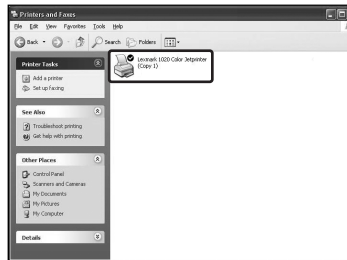 Printers and Faxes
File Edit View Favorites Tools Help
Back Search Folders
Printer Tasks
Add a printer
Set up faxing
See Also
Troubleshoot printing
Get help with printing
Other Places
Control Panel
Scanners and Cameras
My Documents
My Pictures
My Computer
Details
Lexmark 1020 Color Jetprinter
(Copy 1)